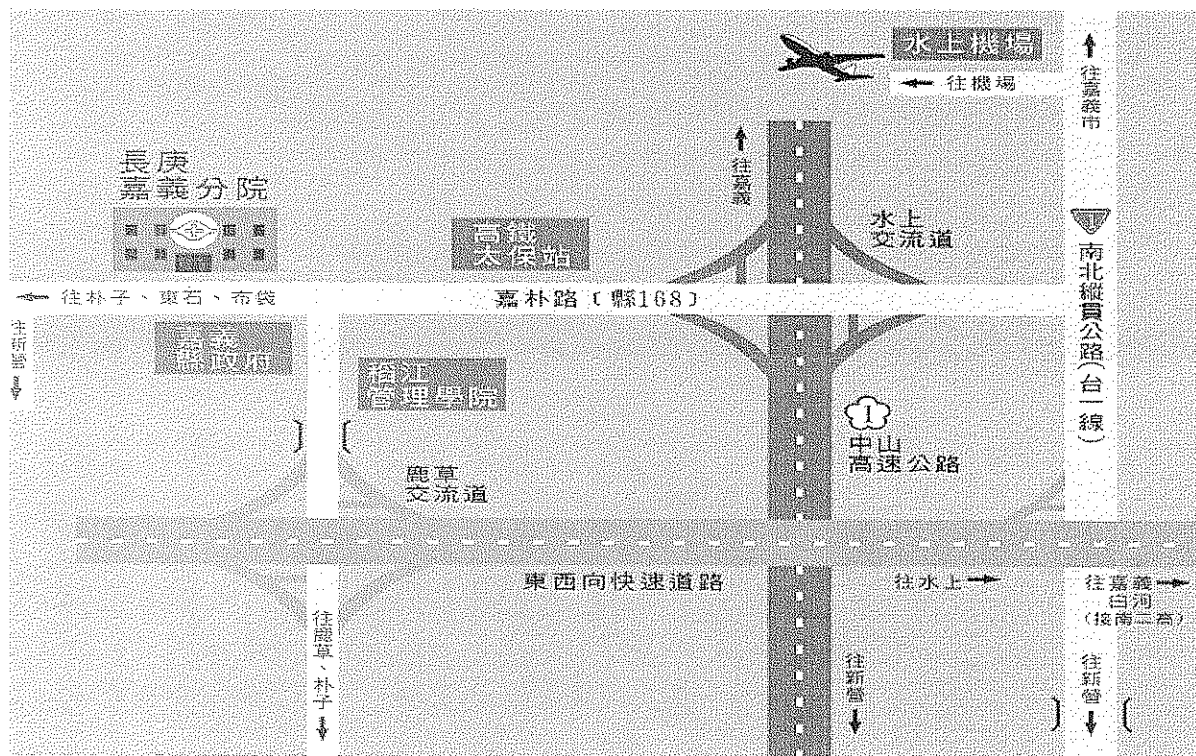 水上機場
← 往機場
↑ 往嘉義市
↑ 往嘉義
長庚
嘉義分院
水上
交流道
1
南北縱貫公路(台一線)
高鐵
太保站
← 往朴子、東石、布袋
嘉朴路(縣168)
往新營 ↓
嘉義
縣政府
稻江
管理學院
1
中山
高速公路
鹿草
交流道
東西向快速道路
往水上 →
往嘉義 →
白河
(接南二高)
往鹿草、朴子 ↓
往新營 ↓
往新營 ↓